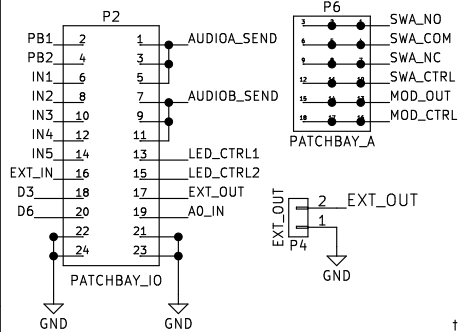 P2
PB1 2 1 AUDIOA_SEND
PB2 4 3
IN1 6 5
IN2 8 7 AUDIOB_SEND
IN3 10 9
IN4 12 11
IN5 14 13 LED_CTRL1
EXT_IN 16 15 LED_CTRL2
D3 18 17 EXT_OUT
D6 20 19 A0_IN
22 21
24 23
PATCHBAY_IO
GND GND
P6
SWA_NO
SWA_COM
SWA_NC
SWA_CTRL
MOD_OUT
MOD_CTRL
PATCHBAY_A
EXT_OUT
2 EXT_OUT
1
P4
GND
t